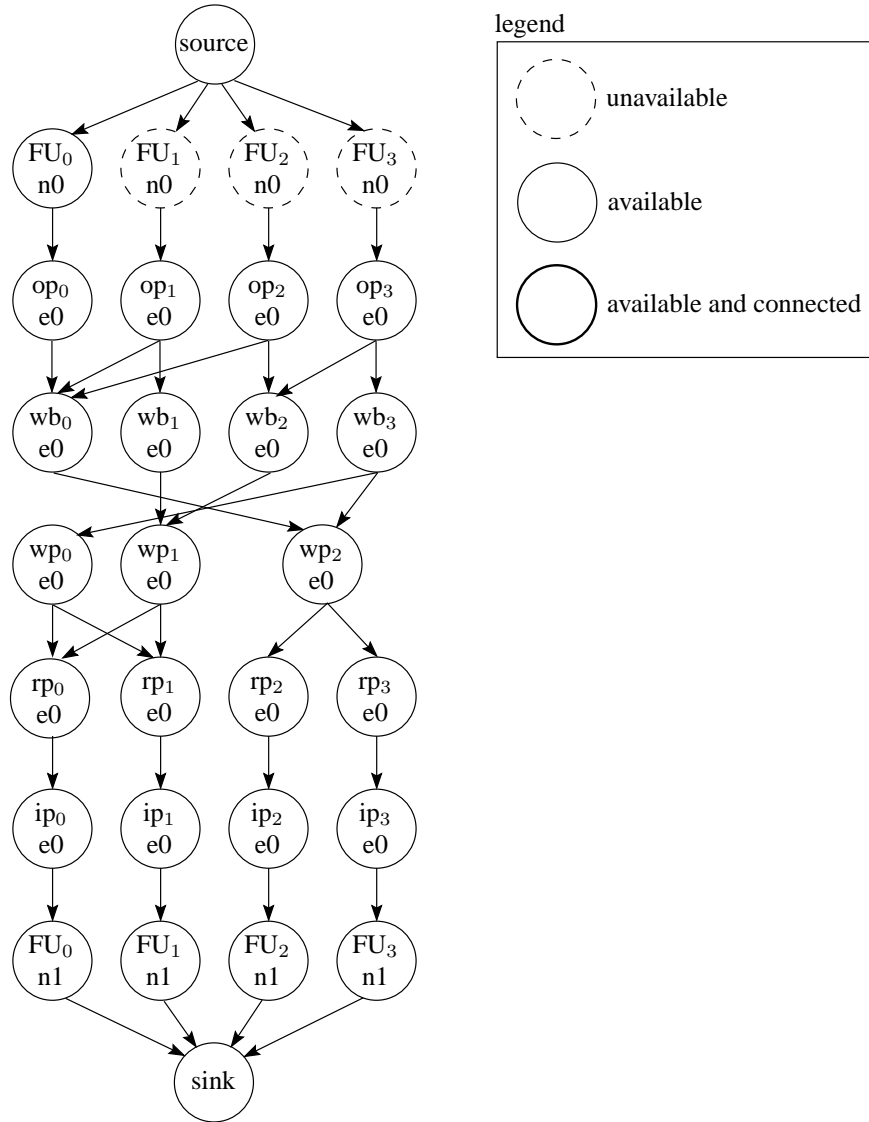 source
legend
unavailable
available
available and connected
FU₀ n0
FU₁ n0
FU₂ n0
FU₃ n0
op₀ e0
op₁ e0
op₂ e0
op₃ e0
wb₀ e0
wb₁ e0
wb₂ e0
wb₃ e0
wp₀ e0
wp₁ e0
wp₂ e0
rp₀ e0
rp₁ e0
rp₂ e0
rp₃ e0
ip₀ e0
ip₁ e0
ip₂ e0
ip₃ e0
FU₀ n1
FU₁ n1
FU₂ n1
FU₃ n1
sink